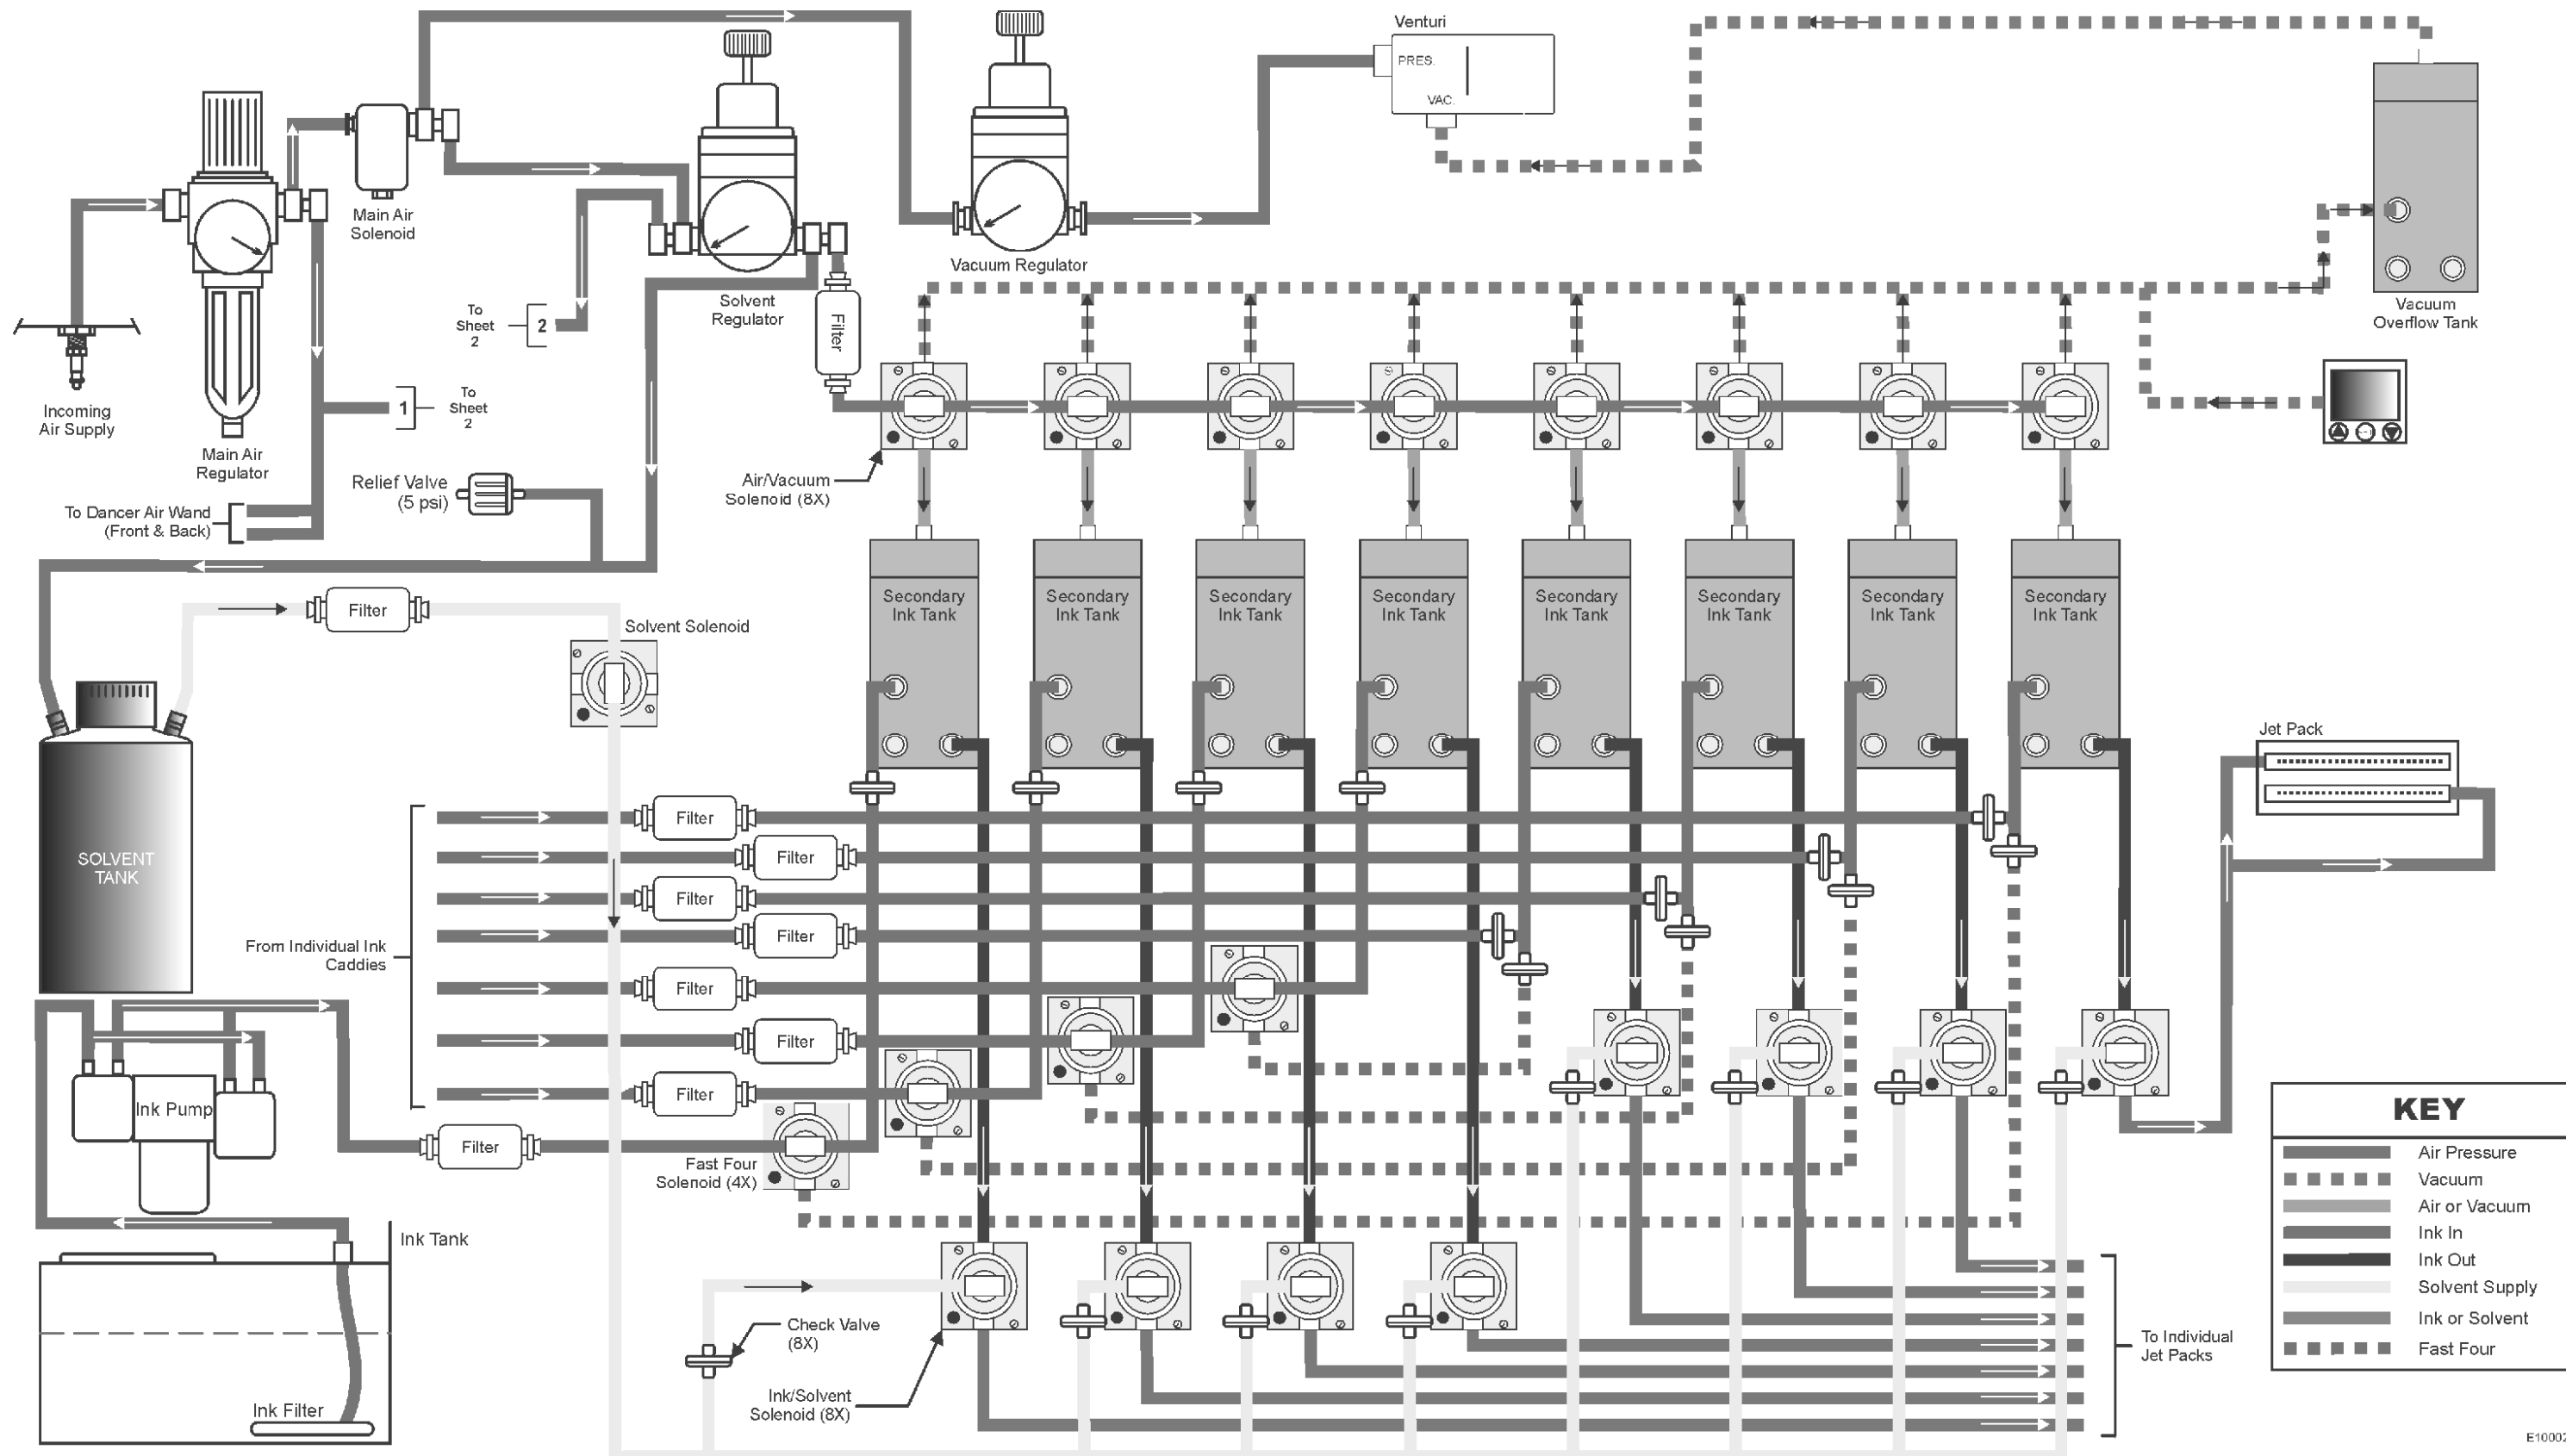 Venturi
PRES.
VAC.
Main Air
Solenoid
Vacuum Regulator
Solvent
Regulator
Filter
To
Sheet
2
2
Vacuum
Overflow Tank
Incoming
Air Supply
Main Air
Regulator
1
To
Sheet
2
Relief Valve
(5 psi)
Air/Vacuum
Solenoid (8X)
To Dancer Air Wand
(Front & Back)
Filter
Solvent Solenoid
Secondary
Ink Tank
Secondary
Ink Tank
Secondary
Ink Tank
Secondary
Ink Tank
Secondary
Ink Tank
Secondary
Ink Tank
Secondary
Ink Tank
Secondary
Ink Tank
Jet Pack
SOLVENT
TANK
Filter
Filter
Filter
Filter
Filter
Filter
Filter
From Individual Ink
Caddies
Ink Pump
Filter
Fast Four
Solenoid (4X)
Ink Tank
Ink Filter
Check Valve
(8X)
Ink/Solvent
Solenoid (8X)
To Individual
Jet Packs
KEY
Air Pressure
Vacuum
Air or Vacuum
Ink In
Ink Out
Solvent Supply
Ink or Solvent
Fast Four
E10002